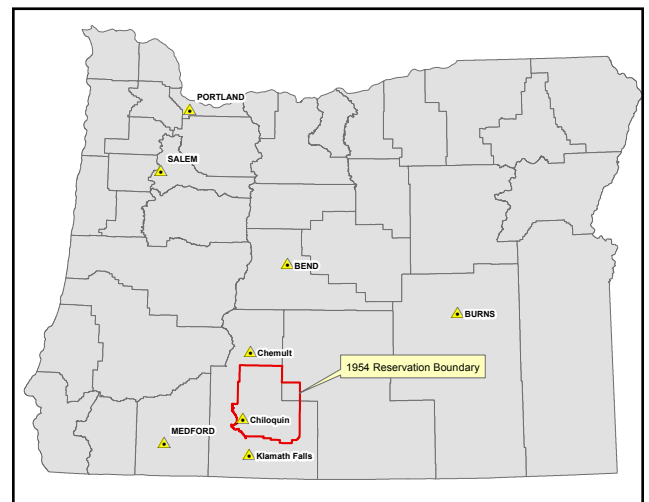 PORTLAND
SALEM
BEND
BURNS
Chemult
1954 Reservation Boundary
Chiloquin
MEDFORD
Klamath Falls